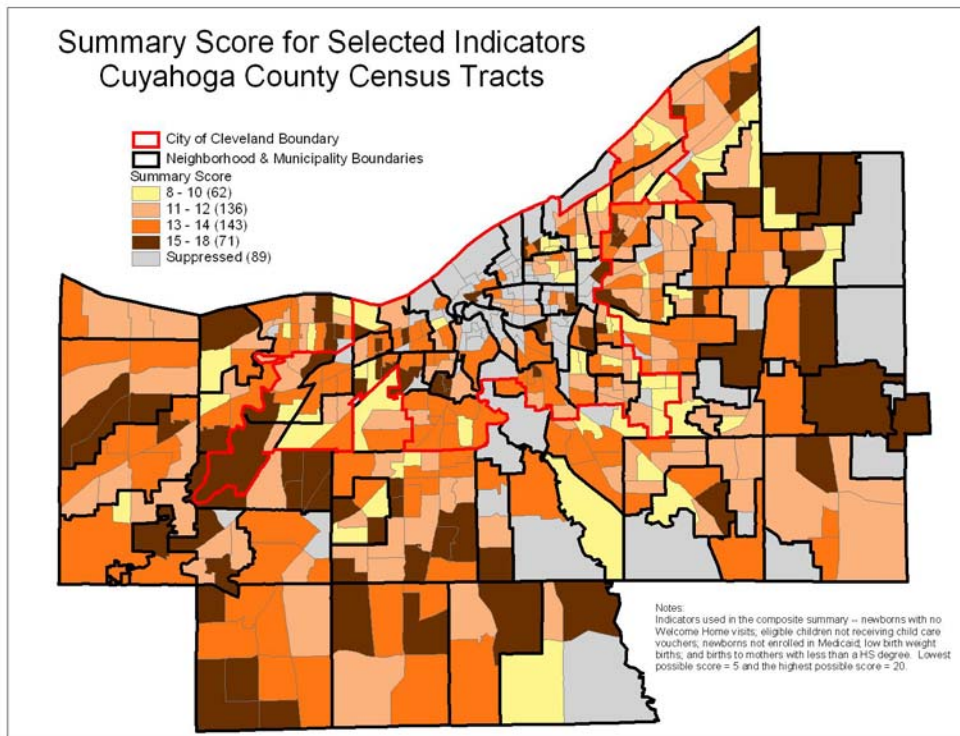 Summary Score for Selected Indicators
Cuyahoga County Census Tracts
City of Cleveland Boundary
Neighborhood & Municipality Boundaries
Summary Score
8 - 10 (62)
11 - 12 (136)
13 - 14 (143)
15 - 18 (71)
Suppressed (89)
Notes:
Indicators used in the composite summary -- newborns with no
Welcome Home visits; eligible children not receiving child care
vouchers; newborns not enrolled in Medicaid; low birth weight
births; and births to mothers with less than a HS degree. Lowest
possible score = 5 and the highest possible score = 20.